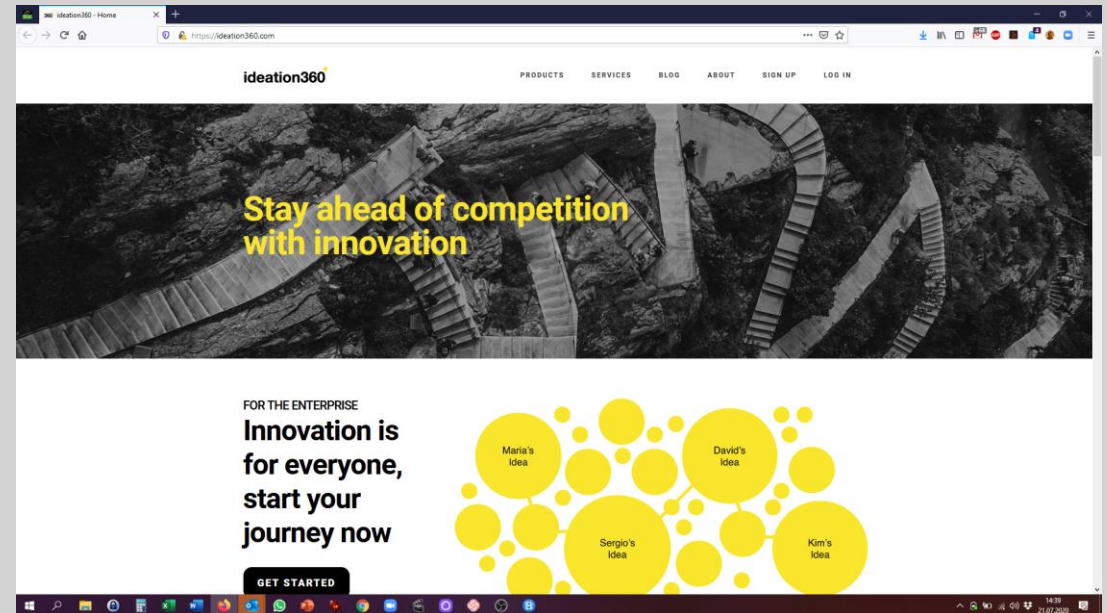 ideation360 - Home
https://ideation360.com
ideation360
PRODUCTS SERVICES BLOG ABOUT SIGN UP LOG IN
Stay ahead of competition
with innovation
FOR THE ENTERPRISE
Innovation is
for everyone,
start your
journey now
GET STARTED
Maria's
Idea
David's
Idea
Sergio's
Idea
Kim's
Idea
14:39
21.07.2020